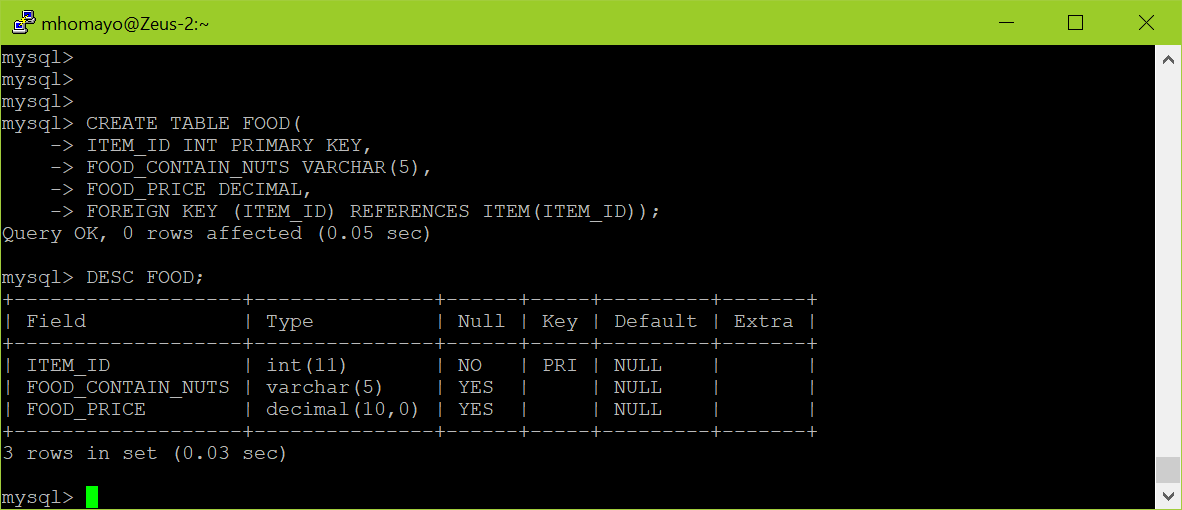 mhomayo@Zeus-2:~
mysql>
mysql>
mysql>
mysql> CREATE TABLE FOOD(
    -> ITEM_ID INT PRIMARY KEY,
    -> FOOD_CONTAIN_NUTS VARCHAR(5),
    -> FOOD_PRICE DECIMAL,
    -> FOREIGN KEY (ITEM_ID) REFERENCES ITEM(ITEM_ID));
Query OK, 0 rows affected (0.05 sec)
mysql> DESC FOOD;
+-------------------+---------------+------+-----+---------+-------+
| Field             | Type          | Null | Key | Default | Extra |
+-------------------+---------------+------+-----+---------+-------+
| ITEM_ID           | int(11)       | NO   | PRI | NULL    |       |
| FOOD_CONTAIN_NUTS | varchar(5)    | YES  |     | NULL    |       |
| FOOD_PRICE        | decimal(10,0) | YES  |     | NULL    |       |
+-------------------+---------------+------+-----+---------+-------+
3 rows in set (0.03 sec)
mysql>